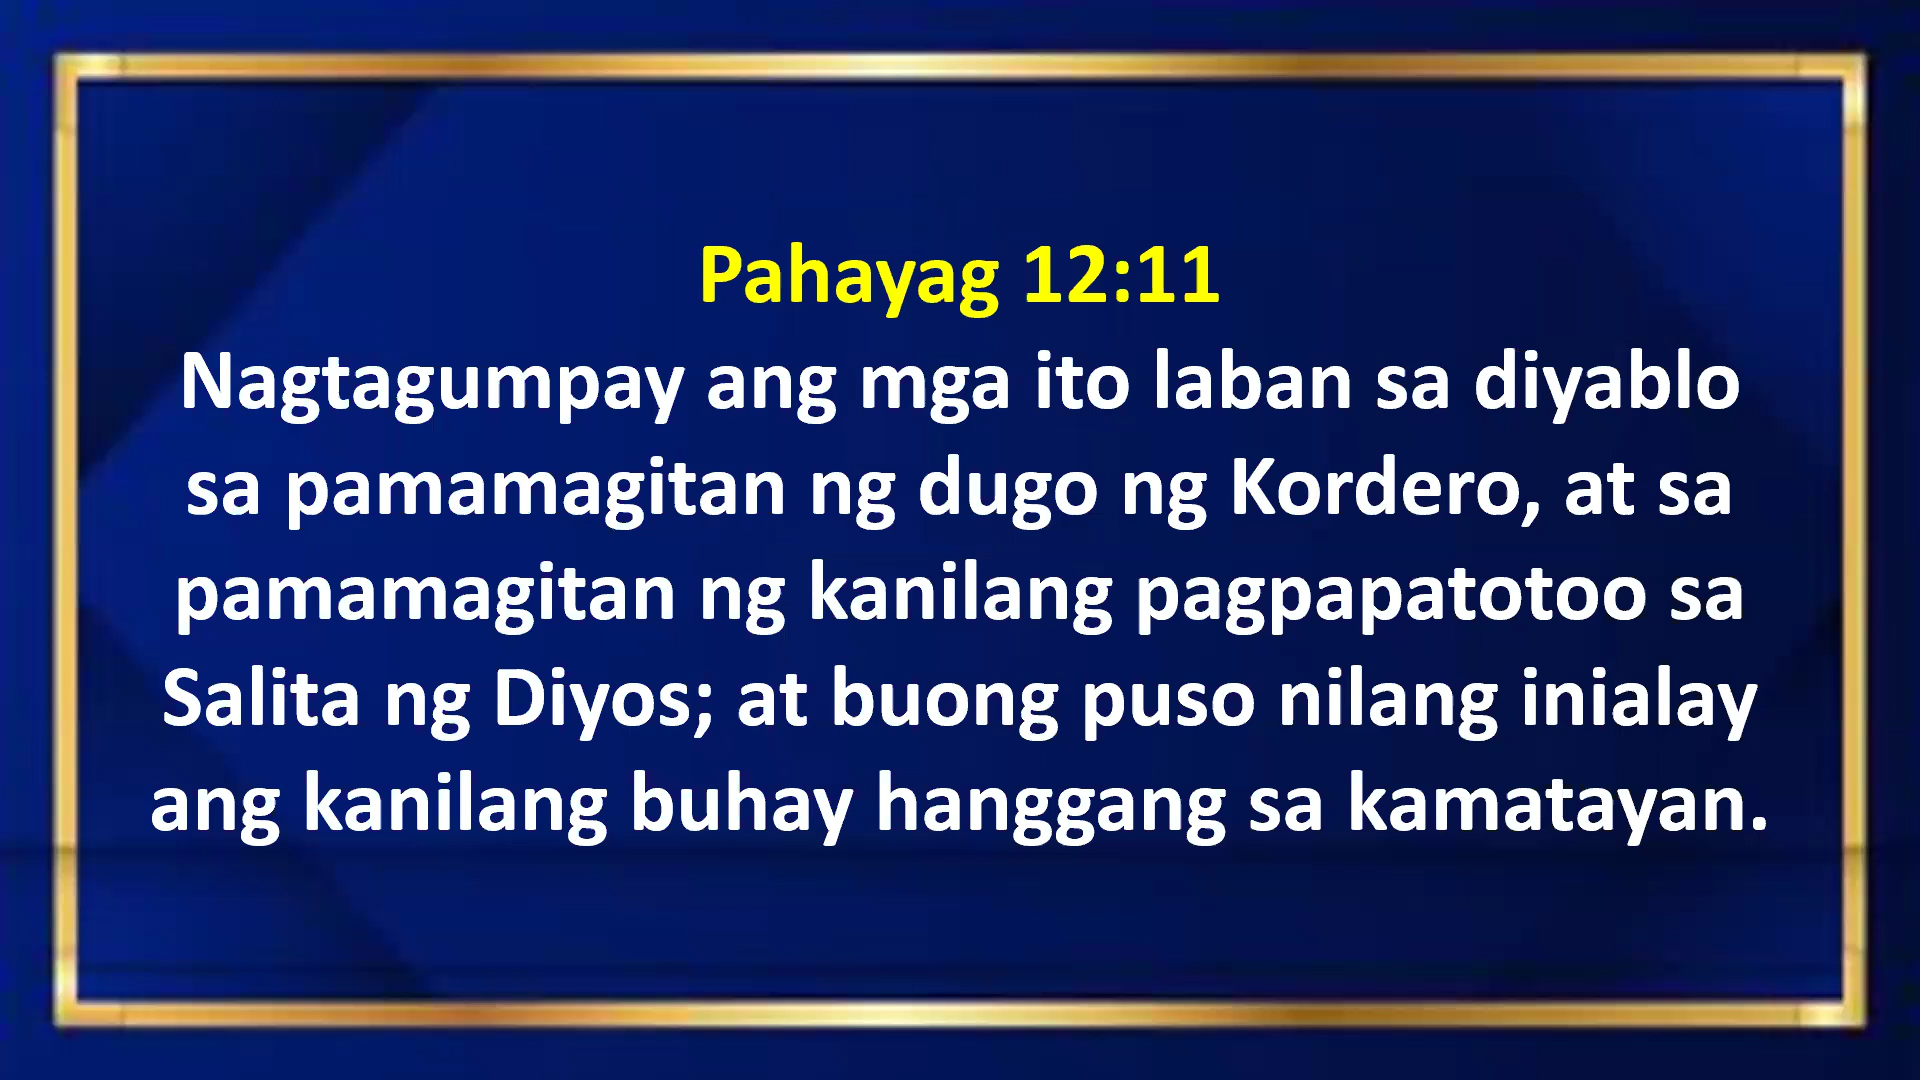 Pahayag 12:11
Nagtagumpay ang mga ito laban sa diyablo
sa pamamagitan ng dugo ng Kordero, at sa
pamamagitan ng kanilang pagpapatotoo sa
Salita ng Diyos; at buong puso nilang inialay
ang kanilang buhay hanggang sa kamatayan.